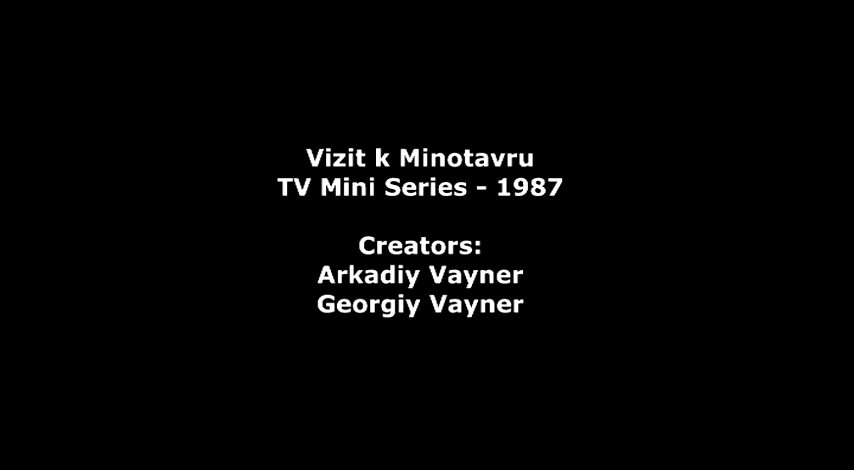 Vizit k Minotavru
TV Mini Series - 1987
Creators:
Arkadiy Vayner
Georgiy Vayner